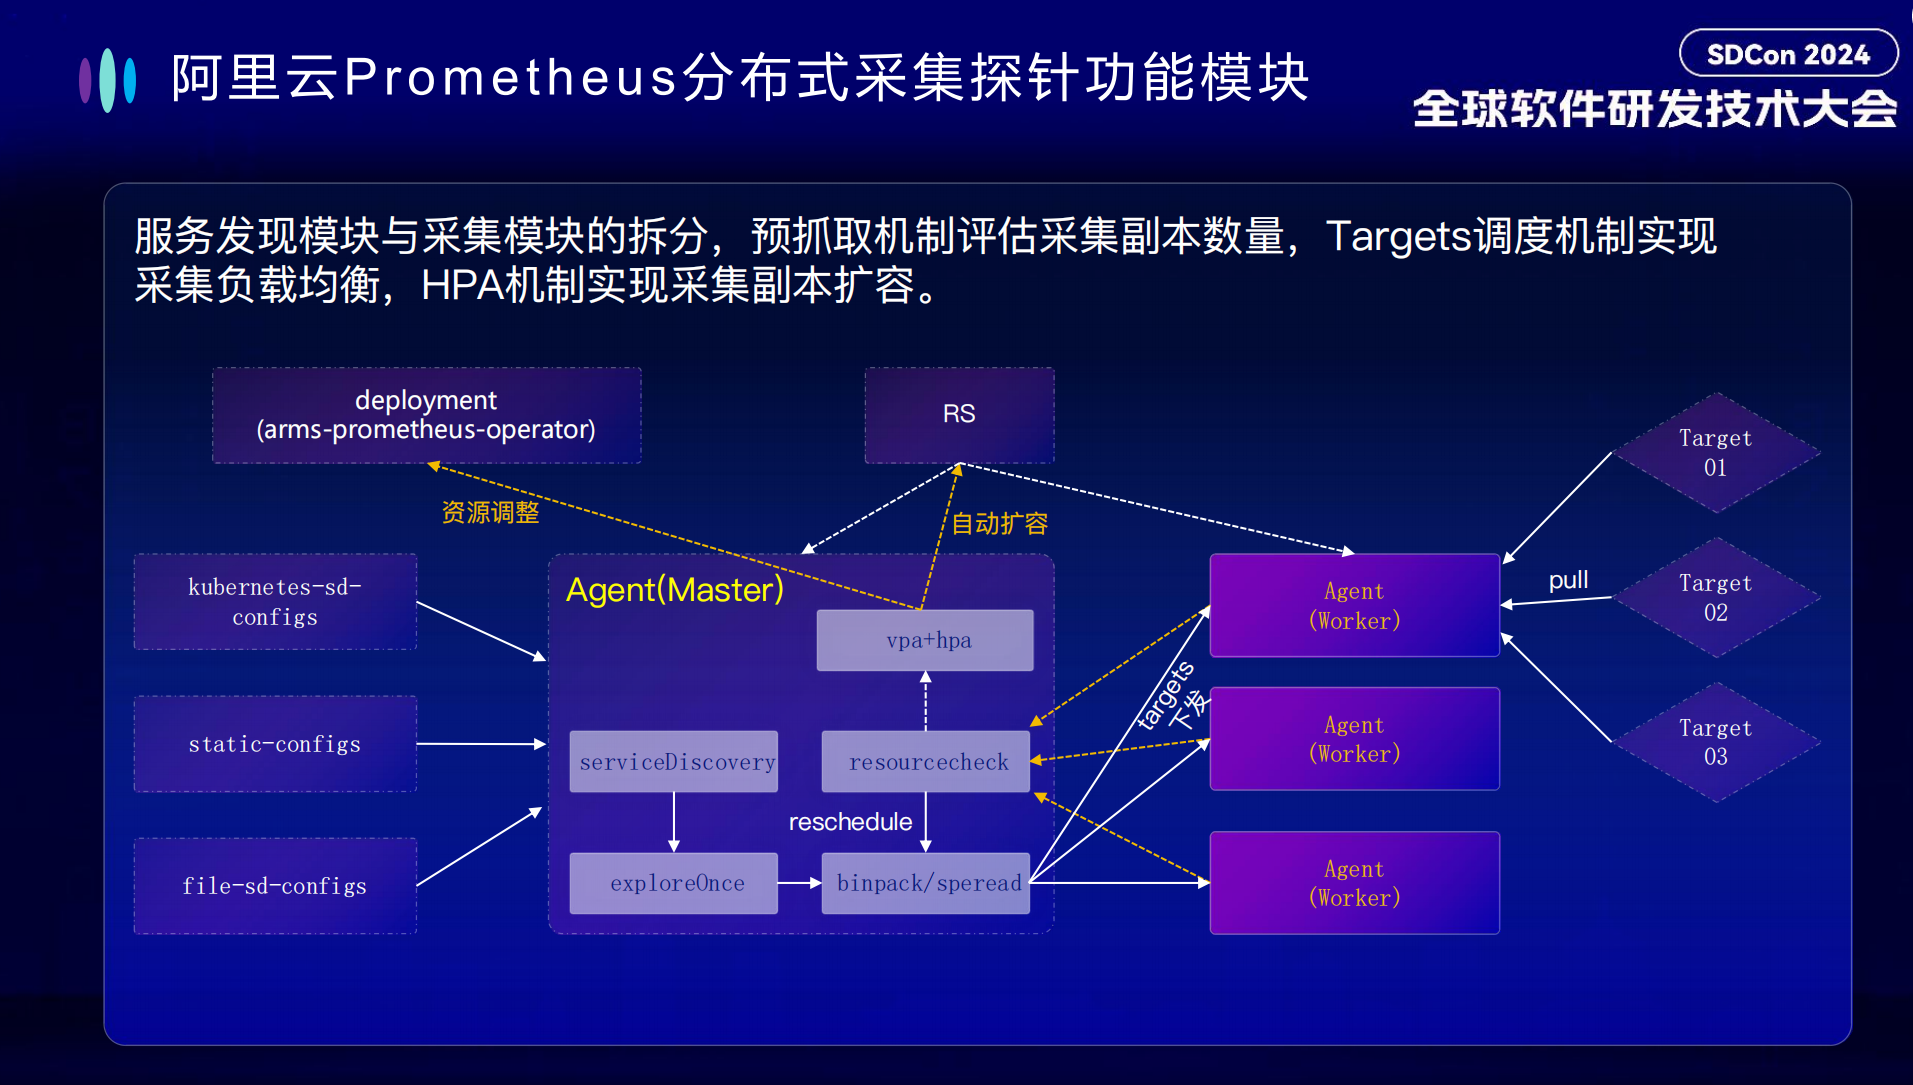 阿里云Prometheus分布式采集探针功能模块
SDCon 2024
全球软件研发技术大会
服务发现模块与采集模块的拆分，预抓取机制评估采集副本数量，Targets调度机制实现
采集负载均衡，HPA机制实现采集副本扩容。
deployment
(arms-prometheus-operator)
RS
资源调整
自动扩容
kubernetes-sd-
configs
static-configs
file-sd-configs
Agent(Master)
vpa+hpa
serviceDiscovery
resourcecheck
reschedule
exploreOnce
binpack/speread
targets
下发
Agent
(Worker)
Agent
(Worker)
Agent
(Worker)
pull
Target
01
Target
02
Target
03